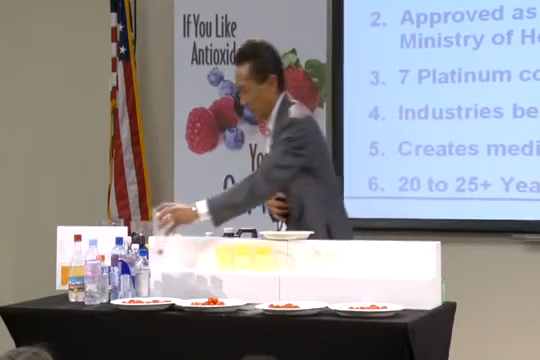 If You Like
Antioxid
Yo
2. Approved as
Ministry of He
3. 7 Platinum co
4. Industries be
5. Creates medi
6. 20 to 25+ Yea